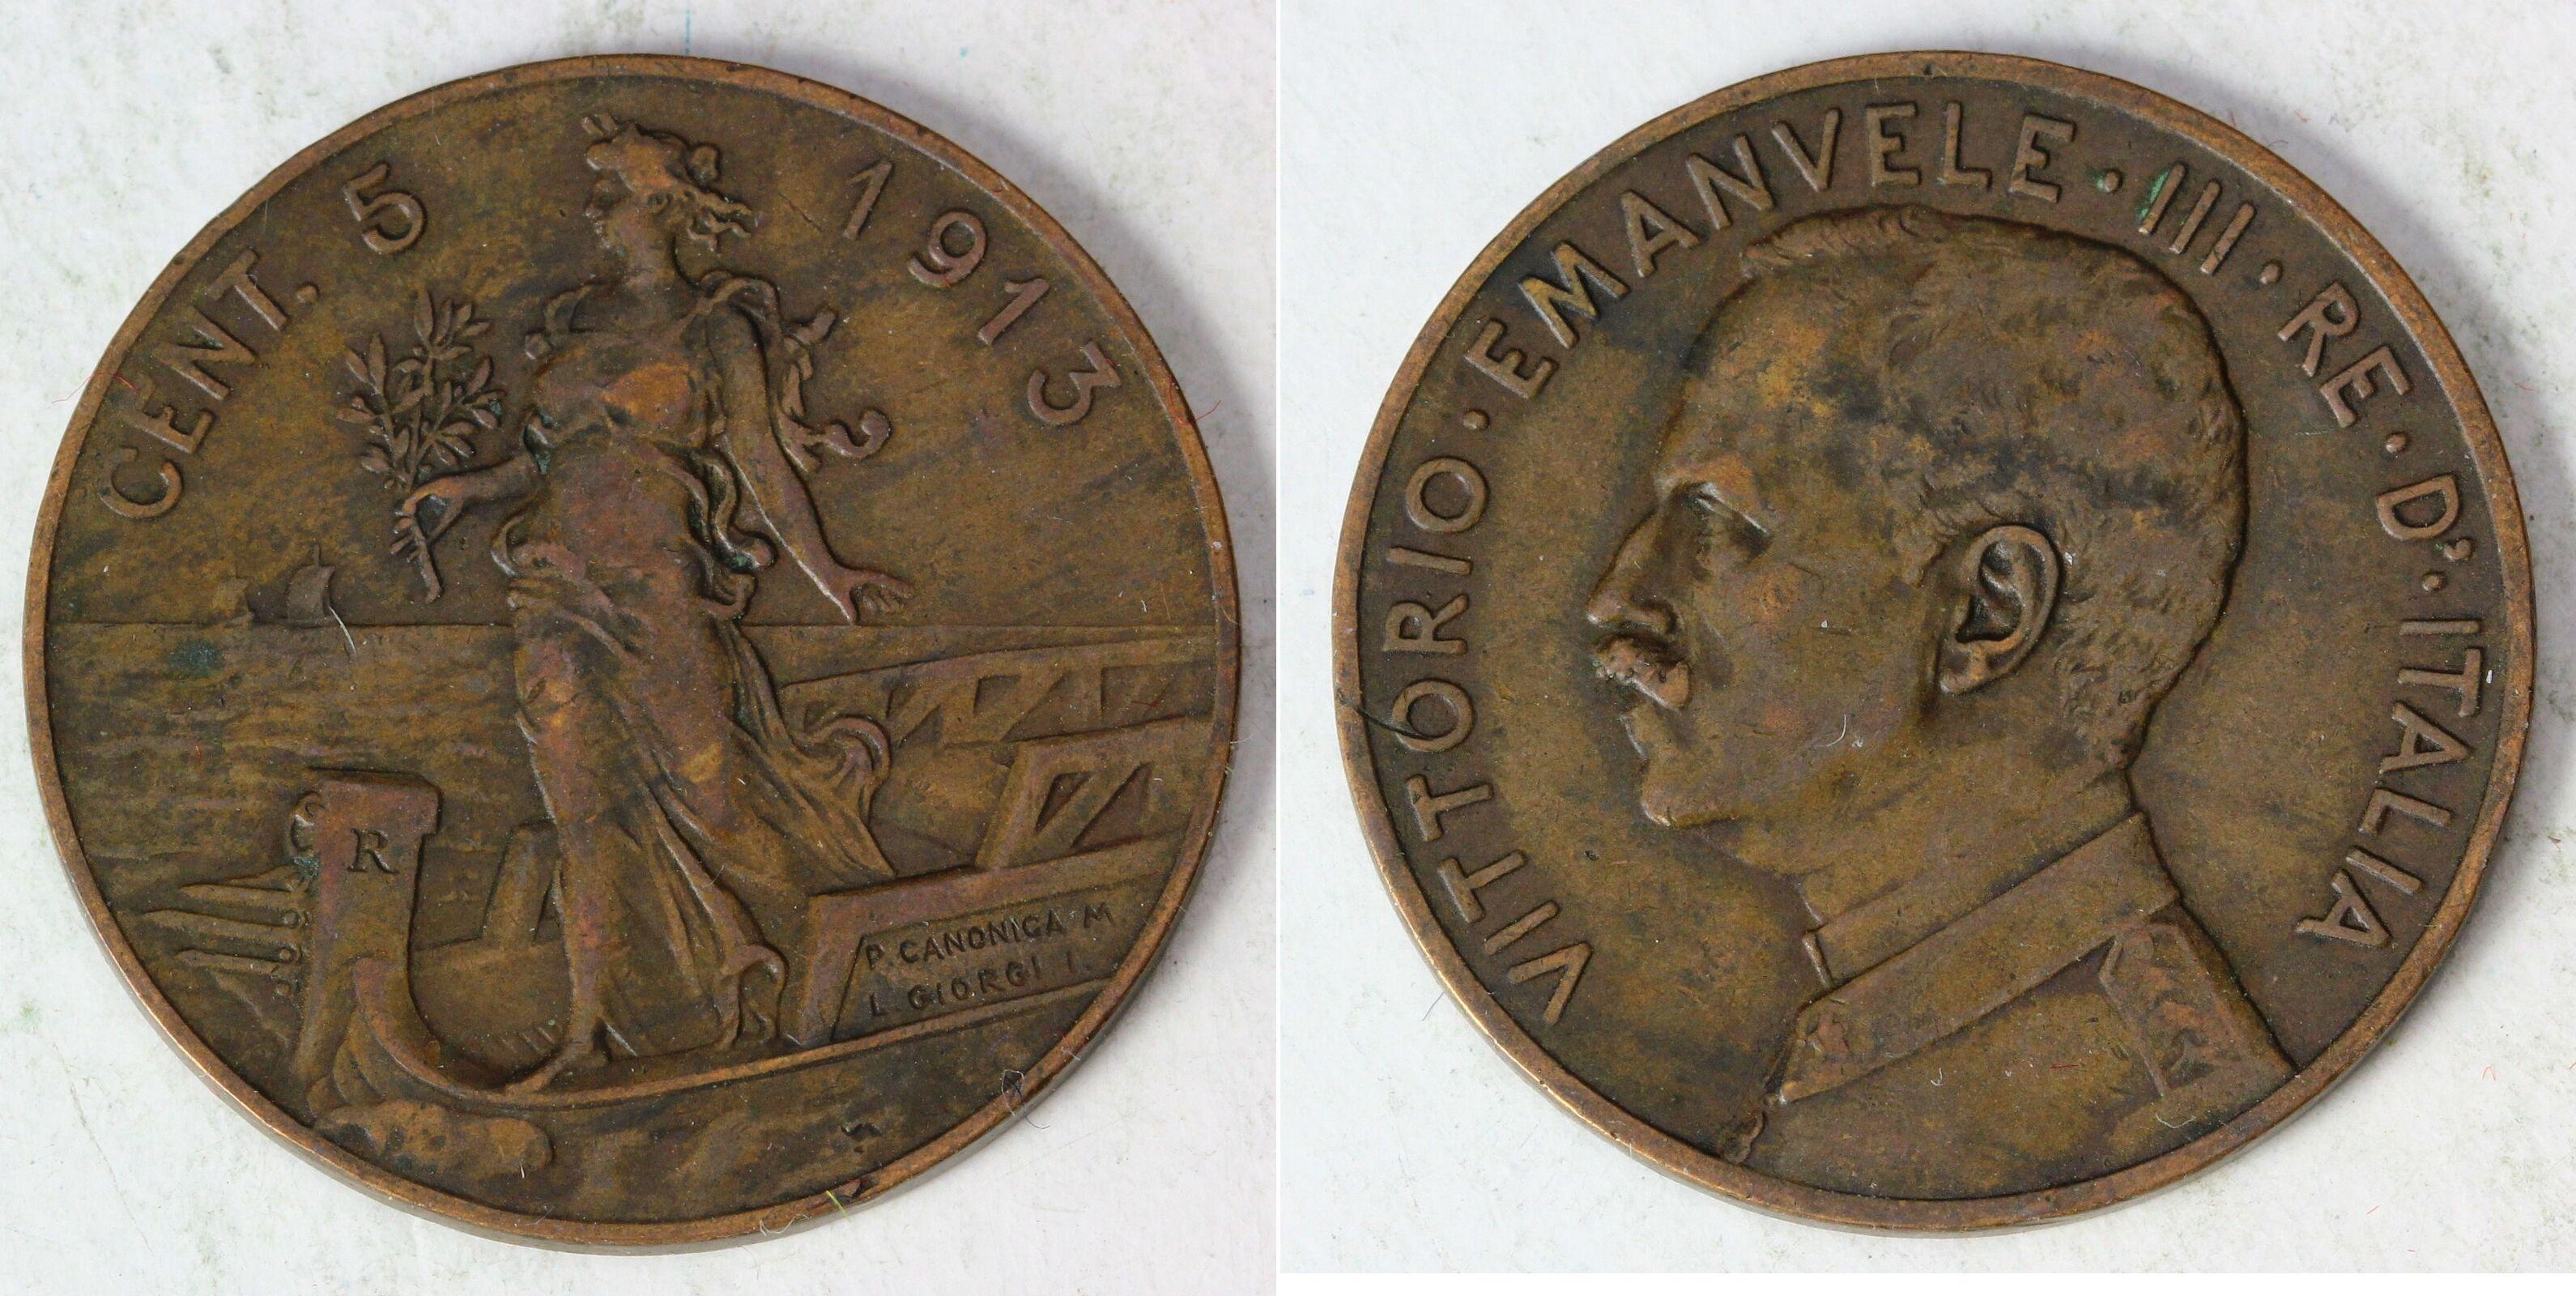 CENT. 5 1913
R
P. CANONICA M
L. GIORGI I.
VITTORIO · EMANVELE · III · RE · D'· ITALIA